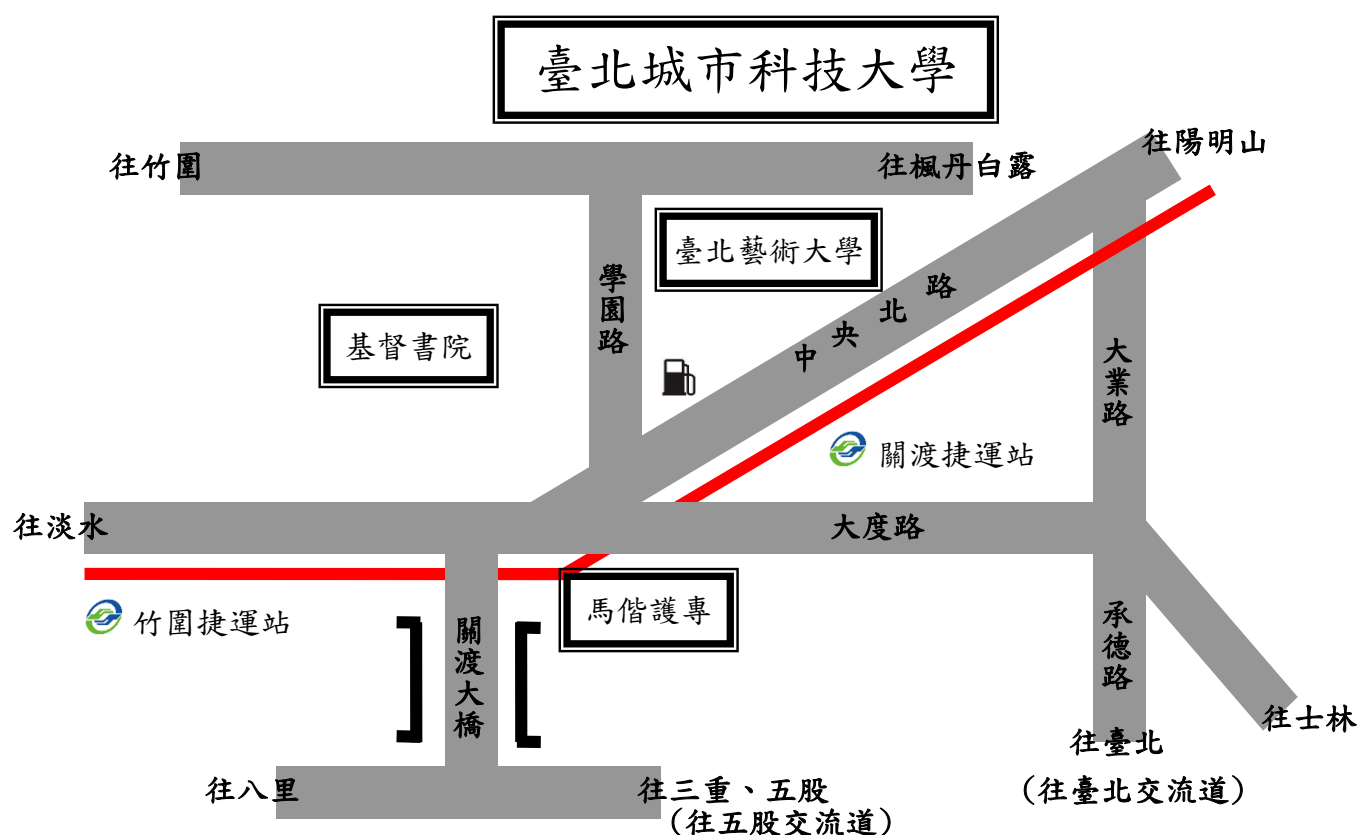 臺北城市科技大學
往陽明山
往竹圍
往楓丹白露
臺北藝術大學
學園路
中央北路
基督書院
大業路
關渡捷運站
往淡水
大度路
竹圍捷運站
關渡大橋
馬偕護專
承德路
往士林
往臺北
(往臺北交流道)
往八里
往三重、五股
(往五股交流道)